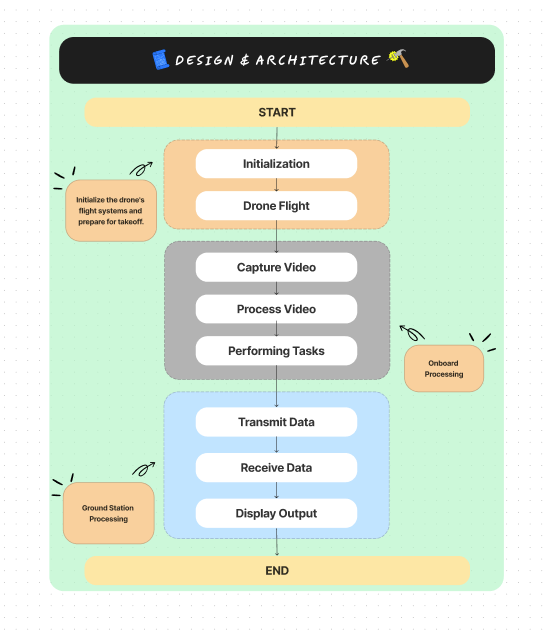 DESIGN & ARCHITECTURE
START
Initialization
Initialize the drone's
flight systems and
prepare for takeoff.
Drone Flight
Capture Video
Process Video
Performing Tasks
Onboard
Processing
Transmit Data
Receive Data
Ground Station
Processing
Display Output
END